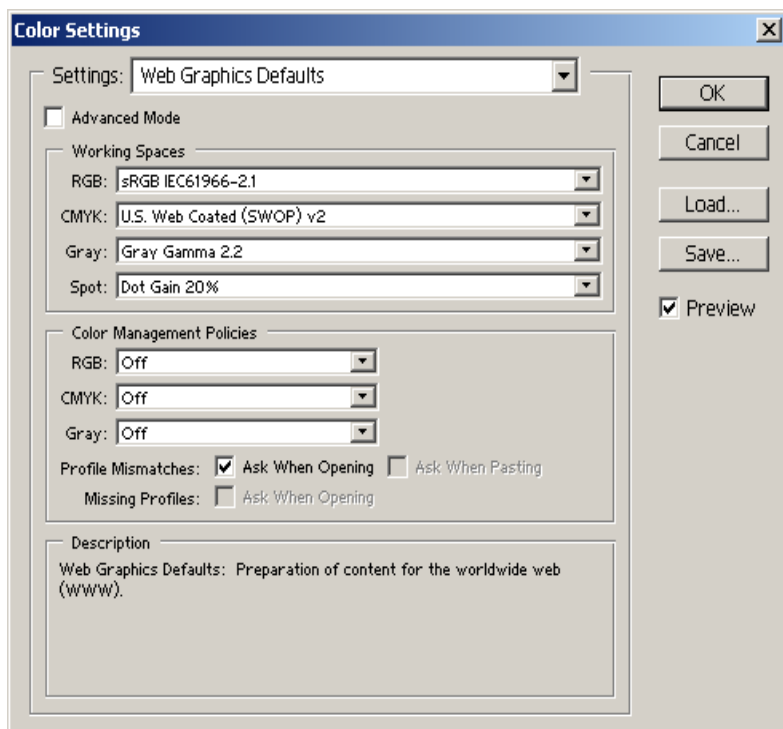 Color Settings
Settings: Web Graphics Defaults
OK
Advanced Mode
Cancel
Working Spaces
RGB: sRGB IEC61966-2.1
Load...
CMYK: U.S. Web Coated (SWOP) v2
Gray: Gray Gamma 2.2
Save...
Spot: Dot Gain 20%
Preview
Color Management Policies
RGB: Off
CMYK: Off
Gray: Off
Profile Mismatches: Ask When Opening Ask When Pasting
Missing Profiles: Ask When Opening
Description
Web Graphics Defaults: Preparation of content for the worldwide web
(WWW).